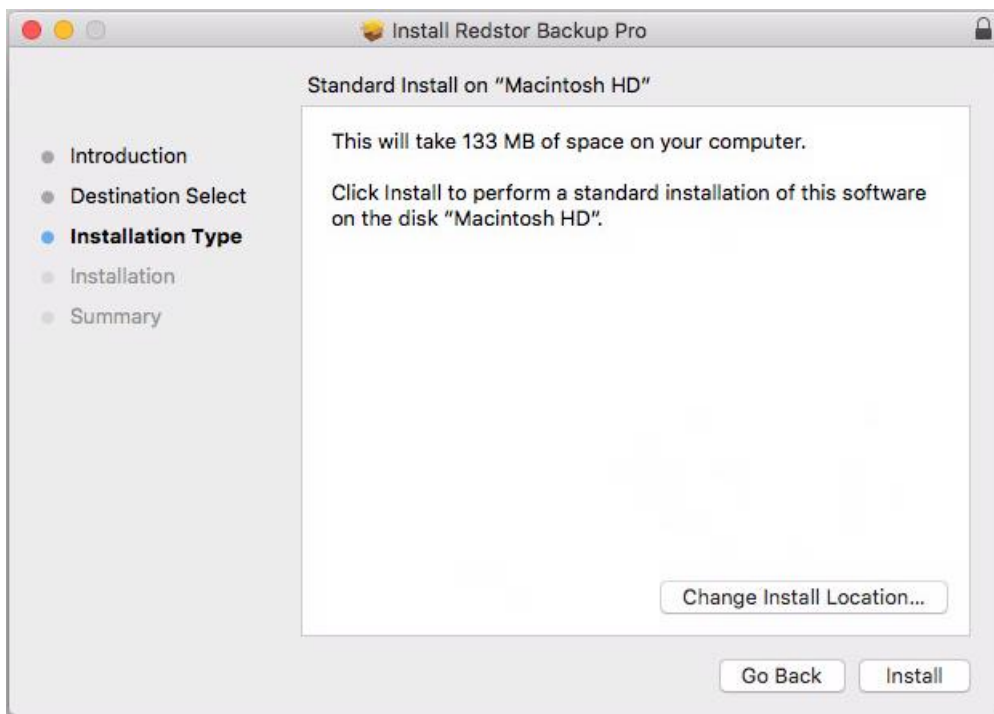 Install Redstor Backup Pro
Standard Install on “Macintosh HD”
Introduction
Destination Select
Installation Type
Installation
Summary
This will take 133 MB of space on your computer.
Click Install to perform a standard installation of this software
on the disk “Macintosh HD”.
Change Install Location...
Go Back
Install